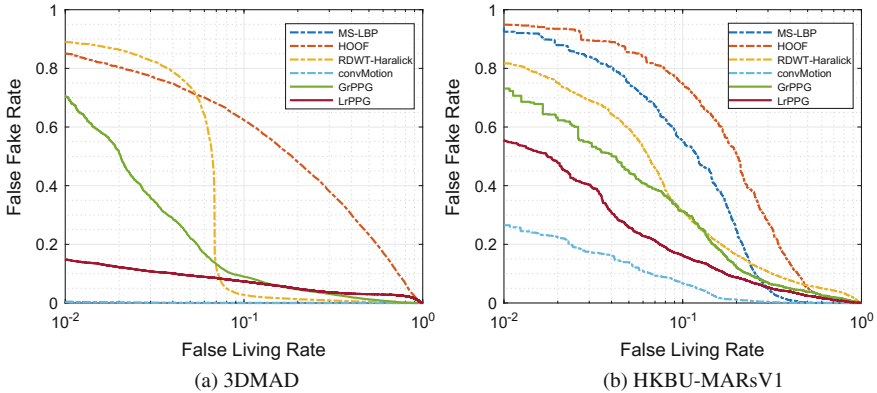 MS-LBP
HOOF
RDWT-Haralick
convMotion
GrPPG
LrPPG
False Fake Rate
1
0.8
0.6
0.4
0.2
0
10^-2
10^-1
10^0
False Living Rate
(a) 3DMAD
MS-LBP
HOOF
RDWT-Haralick
convMotion
GrPPG
LrPPG
False Fake Rate
1
0.8
0.6
0.4
0.2
0
10^-2
10^-1
10^0
False Living Rate
(b) HKBU-MARsV1